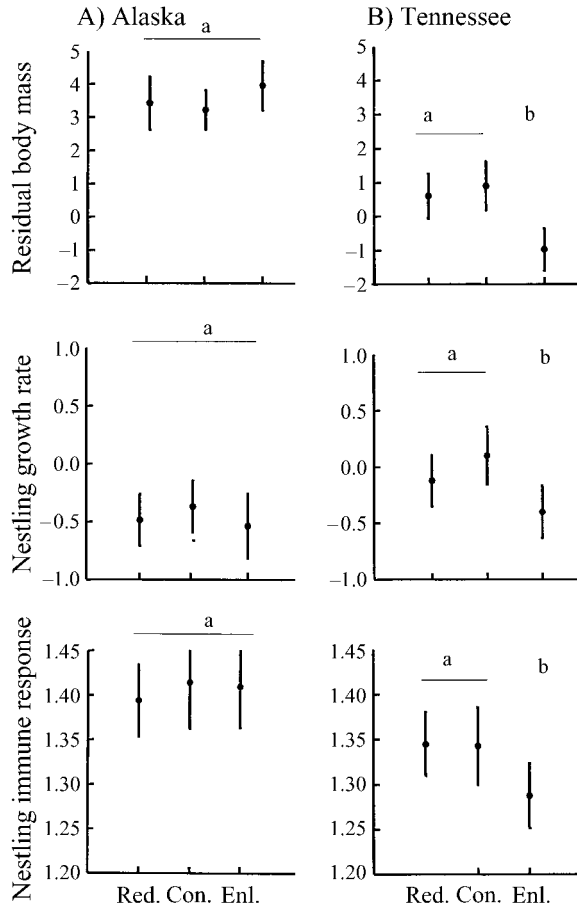 A) Alaska
B) Tennessee
Residual body mass
a
5
4
3
2
1
0
−1
−2
5
4
3
2
1
0
−1
−2
a
b
Nestling growth rate
a
1.0
0.5
0.0
−0.5
−1.0
1.0
0.5
0.0
−0.5
−1.0
a
b
Nestling immune response
a
1.45
1.40
1.35
1.30
1.25
1.20
1.45
1.40
1.35
1.30
1.25
1.20
a
b
Red. Con. Enl.
Red. Con. Enl.